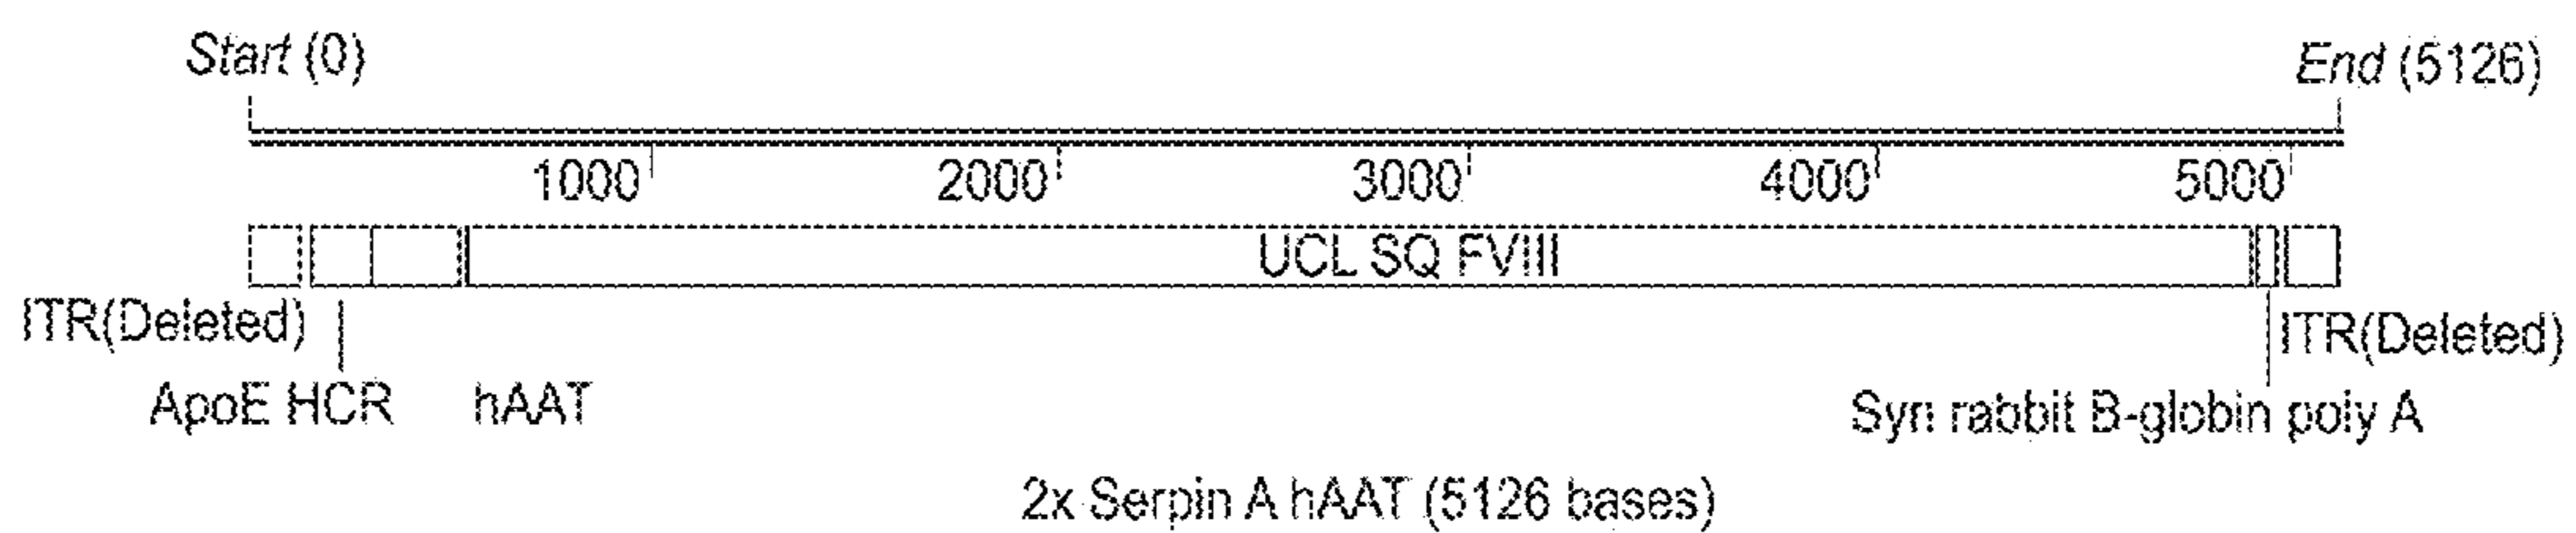 Start (0) End (5126)
1000 2000 3000 4000 5000
UCL SQ FVIII
ITR(Deleted) ITR(Deleted)
ApoE HCR hAAT Syn rabbit B-globin poly A
2x Serpin A hAAT (5126 bases)